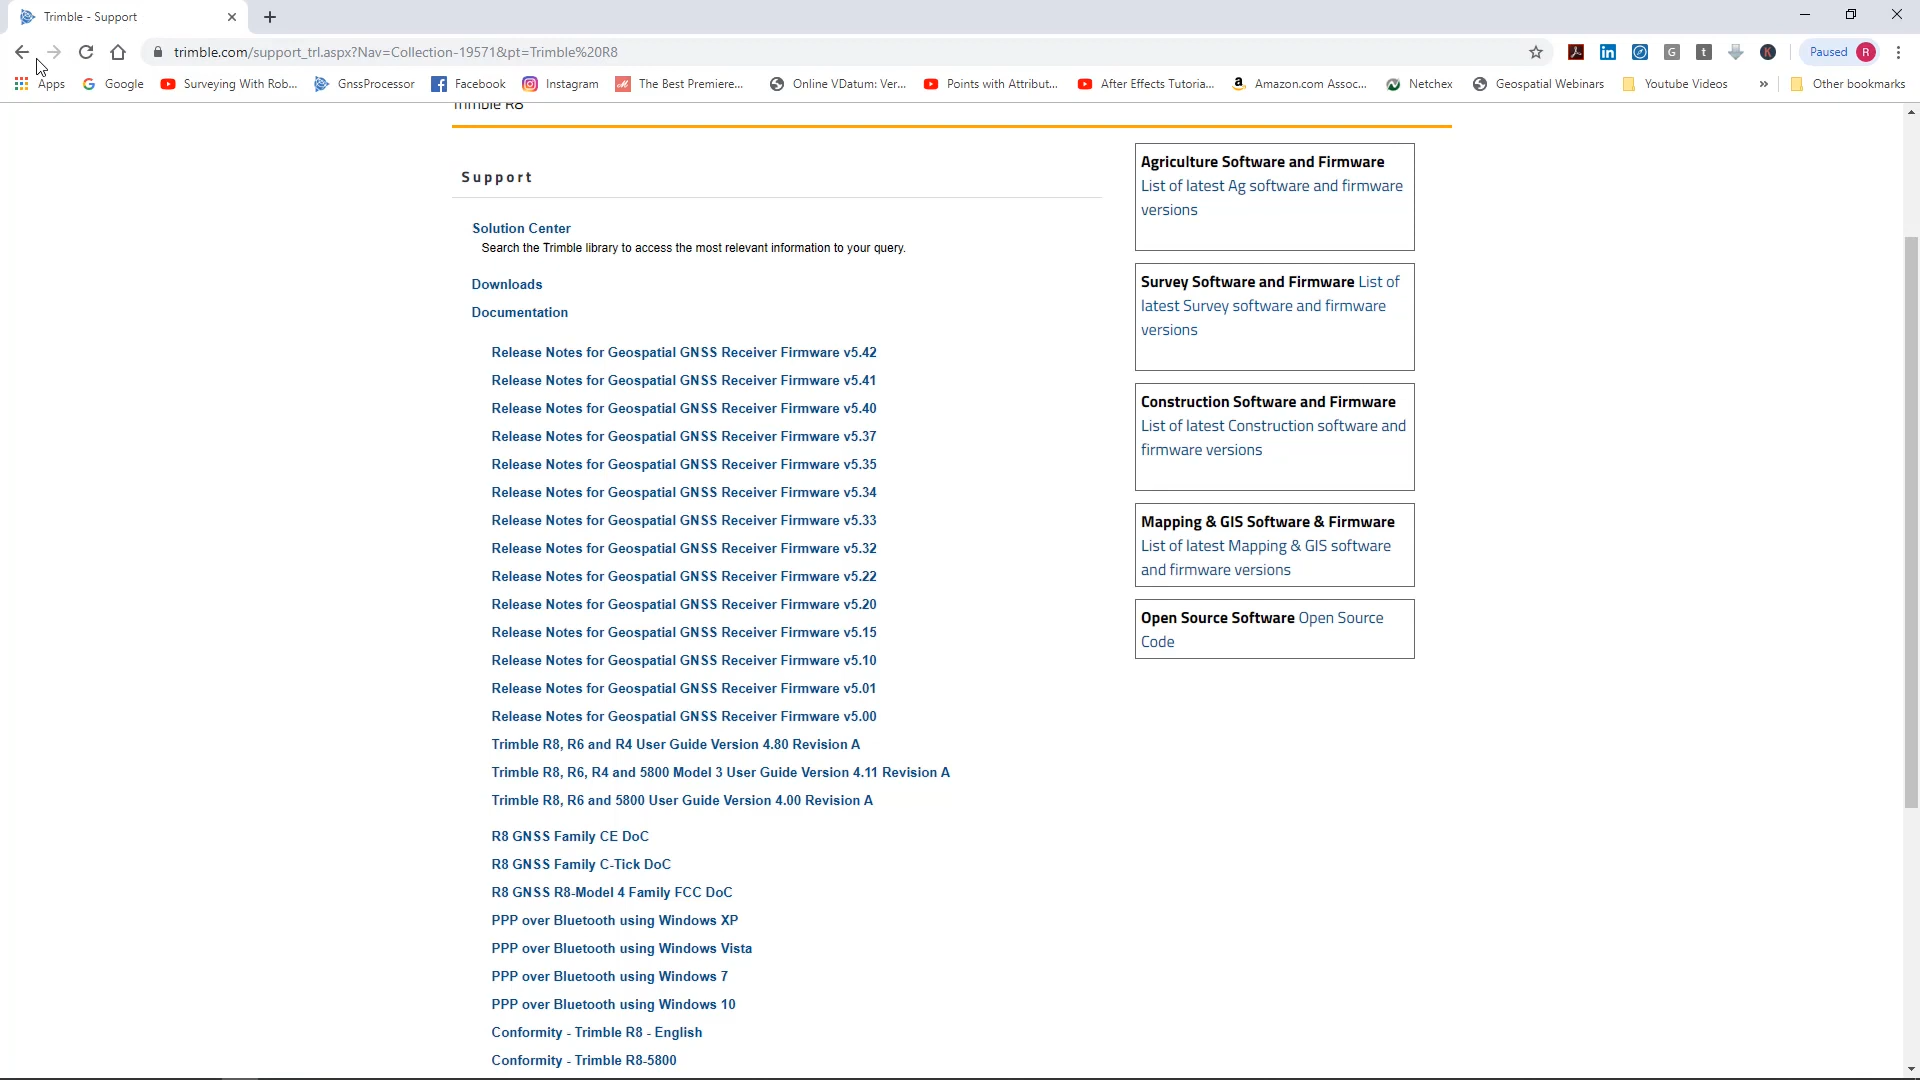 Trimble - Support
trimble.com/support_trl.aspx?Nav=Collection-19571&pt=Trimble%20R8
Paused R
Apps Google Surveying With Rob... GnssProcessor Facebook Instagram The Best Premiere... Online VDatum: Ver... Points with Attribut... After Effects Tutoria... Amazon.com Assoc... Netchex Geospatial Webinars Youtube Videos » Other bookmarks
Trimble R8
Support
Solution Center
Search the Trimble library to access the most relevant information to your query.
Downloads
Documentation
Release Notes for Geospatial GNSS Receiver Firmware v5.42
Release Notes for Geospatial GNSS Receiver Firmware v5.41
Release Notes for Geospatial GNSS Receiver Firmware v5.40
Release Notes for Geospatial GNSS Receiver Firmware v5.37
Release Notes for Geospatial GNSS Receiver Firmware v5.35
Release Notes for Geospatial GNSS Receiver Firmware v5.34
Release Notes for Geospatial GNSS Receiver Firmware v5.33
Release Notes for Geospatial GNSS Receiver Firmware v5.32
Release Notes for Geospatial GNSS Receiver Firmware v5.22
Release Notes for Geospatial GNSS Receiver Firmware v5.20
Release Notes for Geospatial GNSS Receiver Firmware v5.15
Release Notes for Geospatial GNSS Receiver Firmware v5.10
Release Notes for Geospatial GNSS Receiver Firmware v5.01
Release Notes for Geospatial GNSS Receiver Firmware v5.00
Trimble R8, R6 and R4 User Guide Version 4.80 Revision A
Trimble R8, R6, R4 and 5800 Model 3 User Guide Version 4.11 Revision A
Trimble R8, R6 and 5800 User Guide Version 4.00 Revision A
R8 GNSS Family CE DoC
R8 GNSS Family C-Tick DoC
R8 GNSS R8-Model 4 Family FCC DoC
PPP over Bluetooth using Windows XP
PPP over Bluetooth using Windows Vista
PPP over Bluetooth using Windows 7
PPP over Bluetooth using Windows 10
Conformity - Trimble R8 - English
Conformity - Trimble R8-5800
Agriculture Software and Firmware
List of latest Ag software and firmware
versions
Survey Software and Firmware List of
latest Survey software and firmware
versions
Construction Software and Firmware
List of latest Construction software and
firmware versions
Mapping & GIS Software & Firmware
List of latest Mapping & GIS software
and firmware versions
Open Source Software Open Source
Code